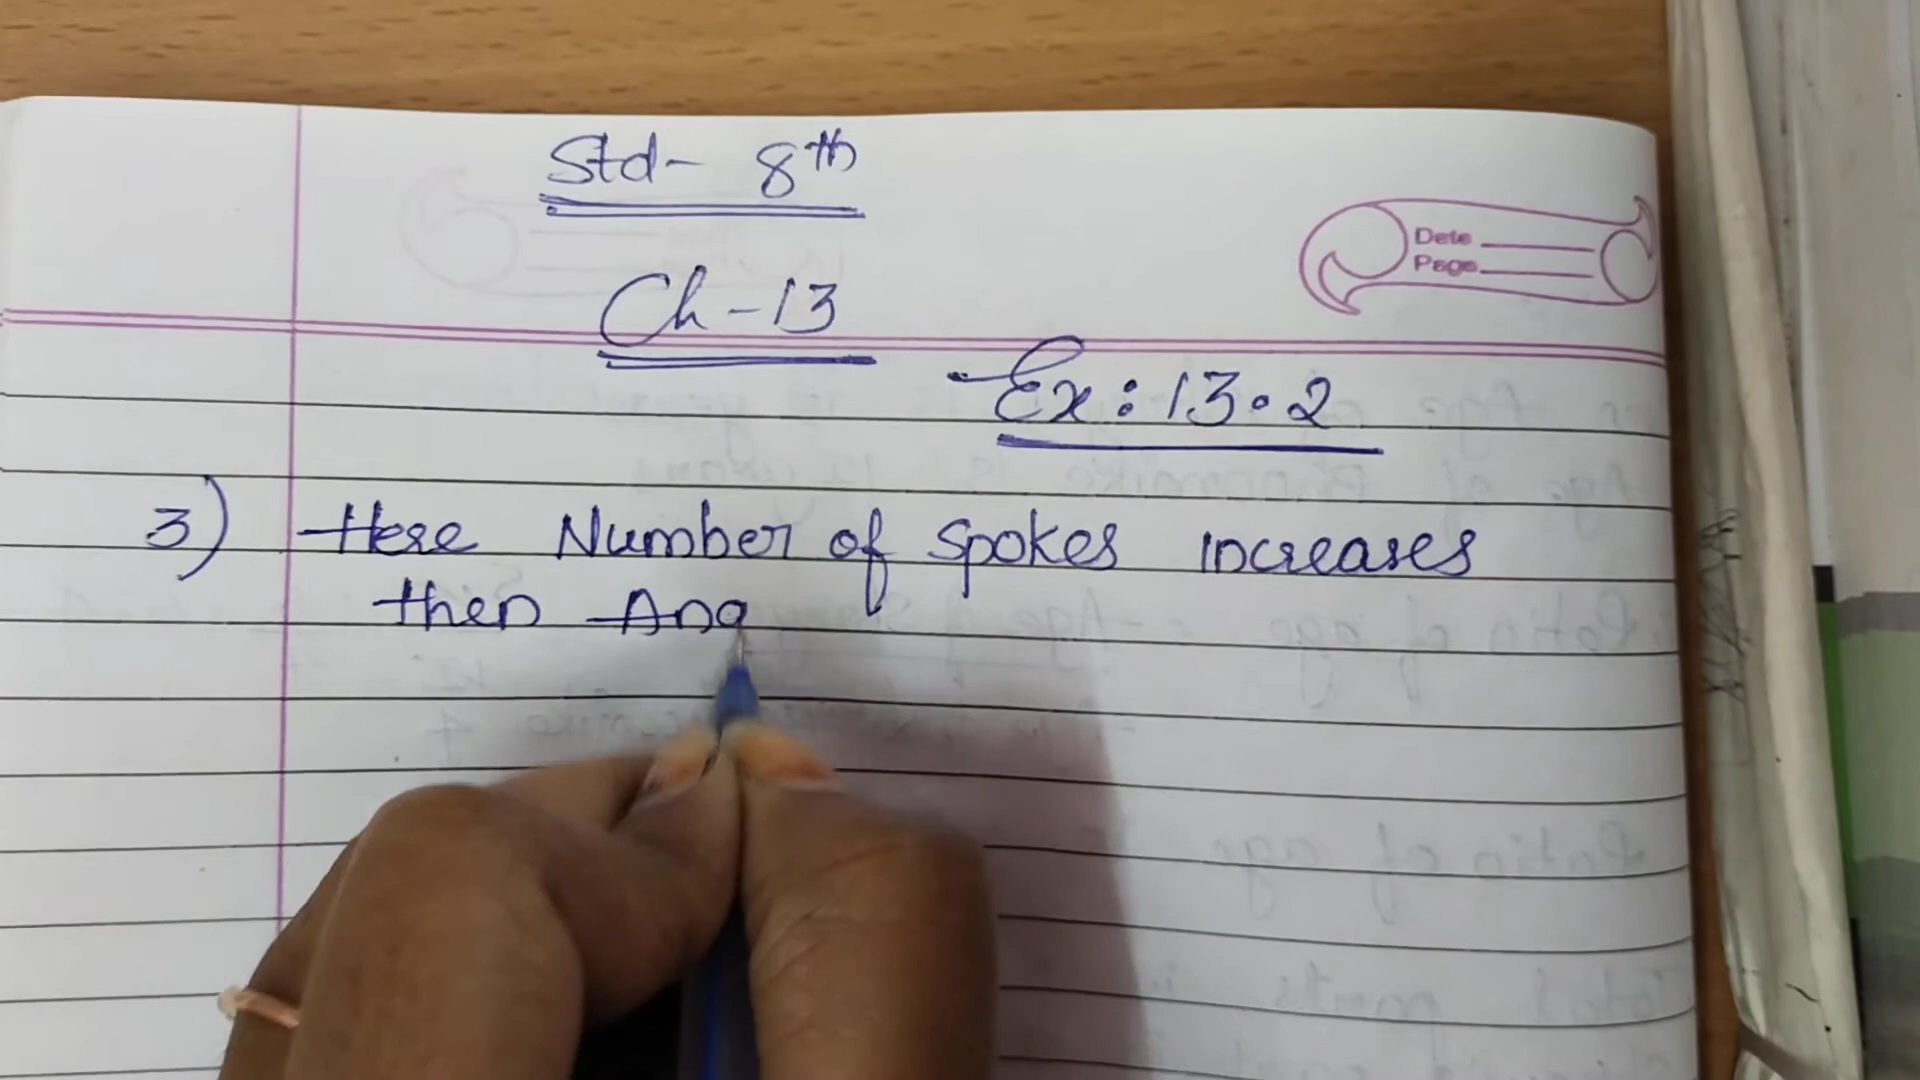 Std- 8th
Ch-13
Date
Page
Ex: 13.2
3) Here Number of spokes increases
then Ang